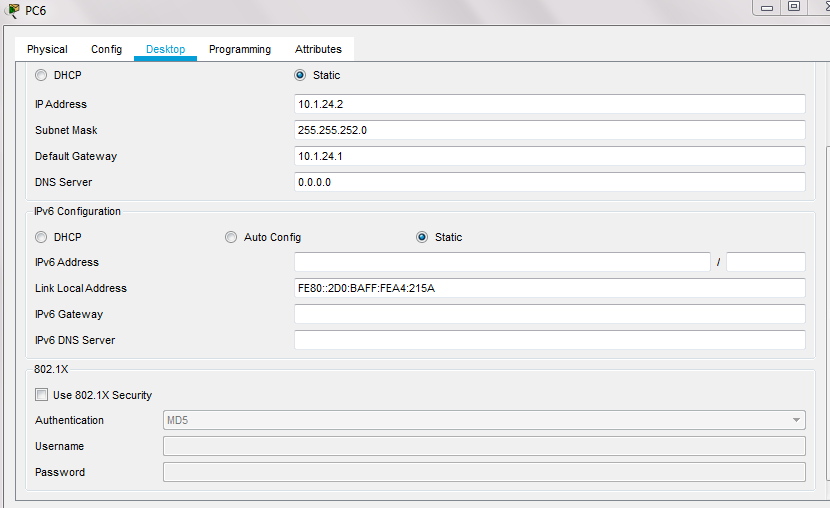 PC6
Physical Config Desktop Programming Attributes
DHCP Static
IP Address 10.1.24.2
Subnet Mask 255.255.252.0
Default Gateway 10.1.24.1
DNS Server 0.0.0.0
IPv6 Configuration
DHCP Auto Config Static
IPv6 Address /
Link Local Address FE80::2D0:BAFF:FEA4:215A
IPv6 Gateway
IPv6 DNS Server
802.1X
Use 802.1X Security
Authentication MD5
Username
Password